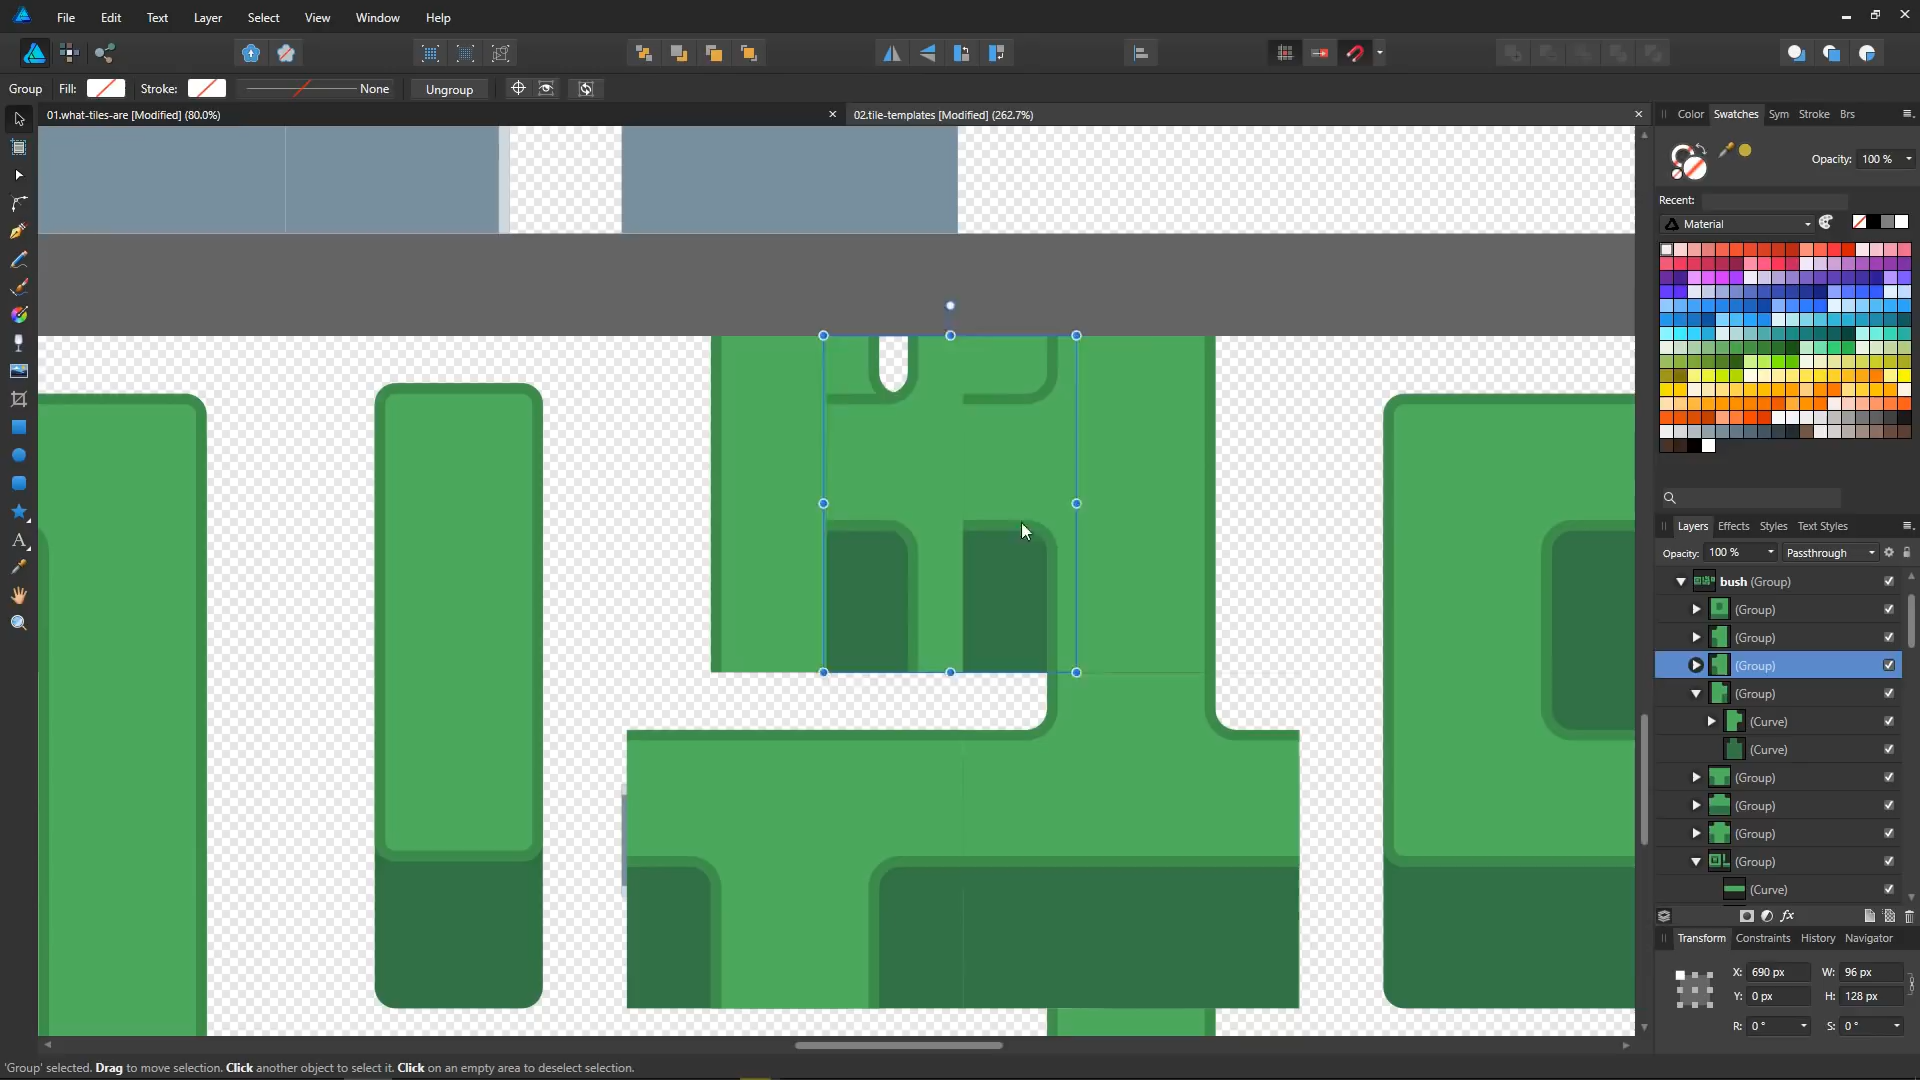 File Edit Text Layer Select View Window Help
Group Fill: Stroke: None Ungroup
01.what-tiles-are [Modified] (80.0%)
02.tile-templates [Modified] (262.7%)
Color Swatches Sym Stroke Brs
Opacity: 100 %
Recent:
Material
Layers Effects Styles Text Styles
Opacity: 100 % Passthrough
bush (Group)
(Group)
(Group)
(Group)
(Group)
(Curve)
(Curve)
(Group)
(Group)
(Group)
(Group)
(Curve)
fx
Transform Constraints History Navigator
X: 690 px W: 96 px
Y: 0 px H: 128 px
R: 0 ° S: 0 °
'Group' selected. Drag to move selection. Click another object to select it. Click on an empty area to deselect selection.